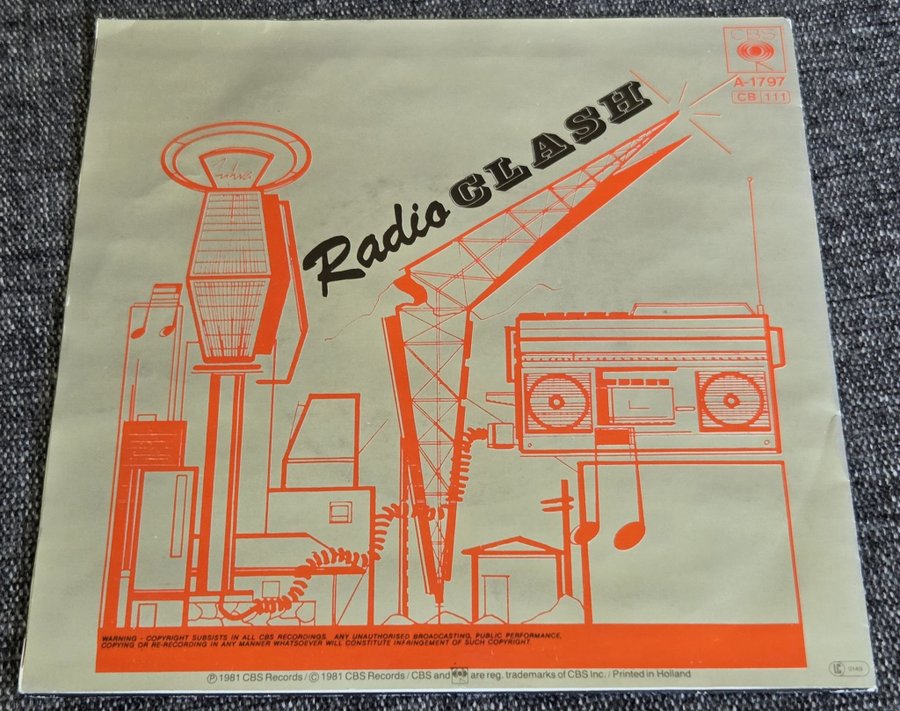 CBS
A-1797
CB 111
Radio CLASH
WARNING - COPYRIGHT SUBSISTS IN ALL CBS RECORDINGS. ANY UNAUTHORISED BROADCASTING, PUBLIC PERFORMANCE,
COPYING OR RE-RECORDING IN ANY MANNER WHATSOEVER WILL CONSTITUTE INFRINGEMENT OF SUCH COPYRIGHT
Ⓟ 1981 CBS Records / © 1981 CBS Records / CBS and are reg. trademarks of CBS Inc. / Printed in Holland
LC